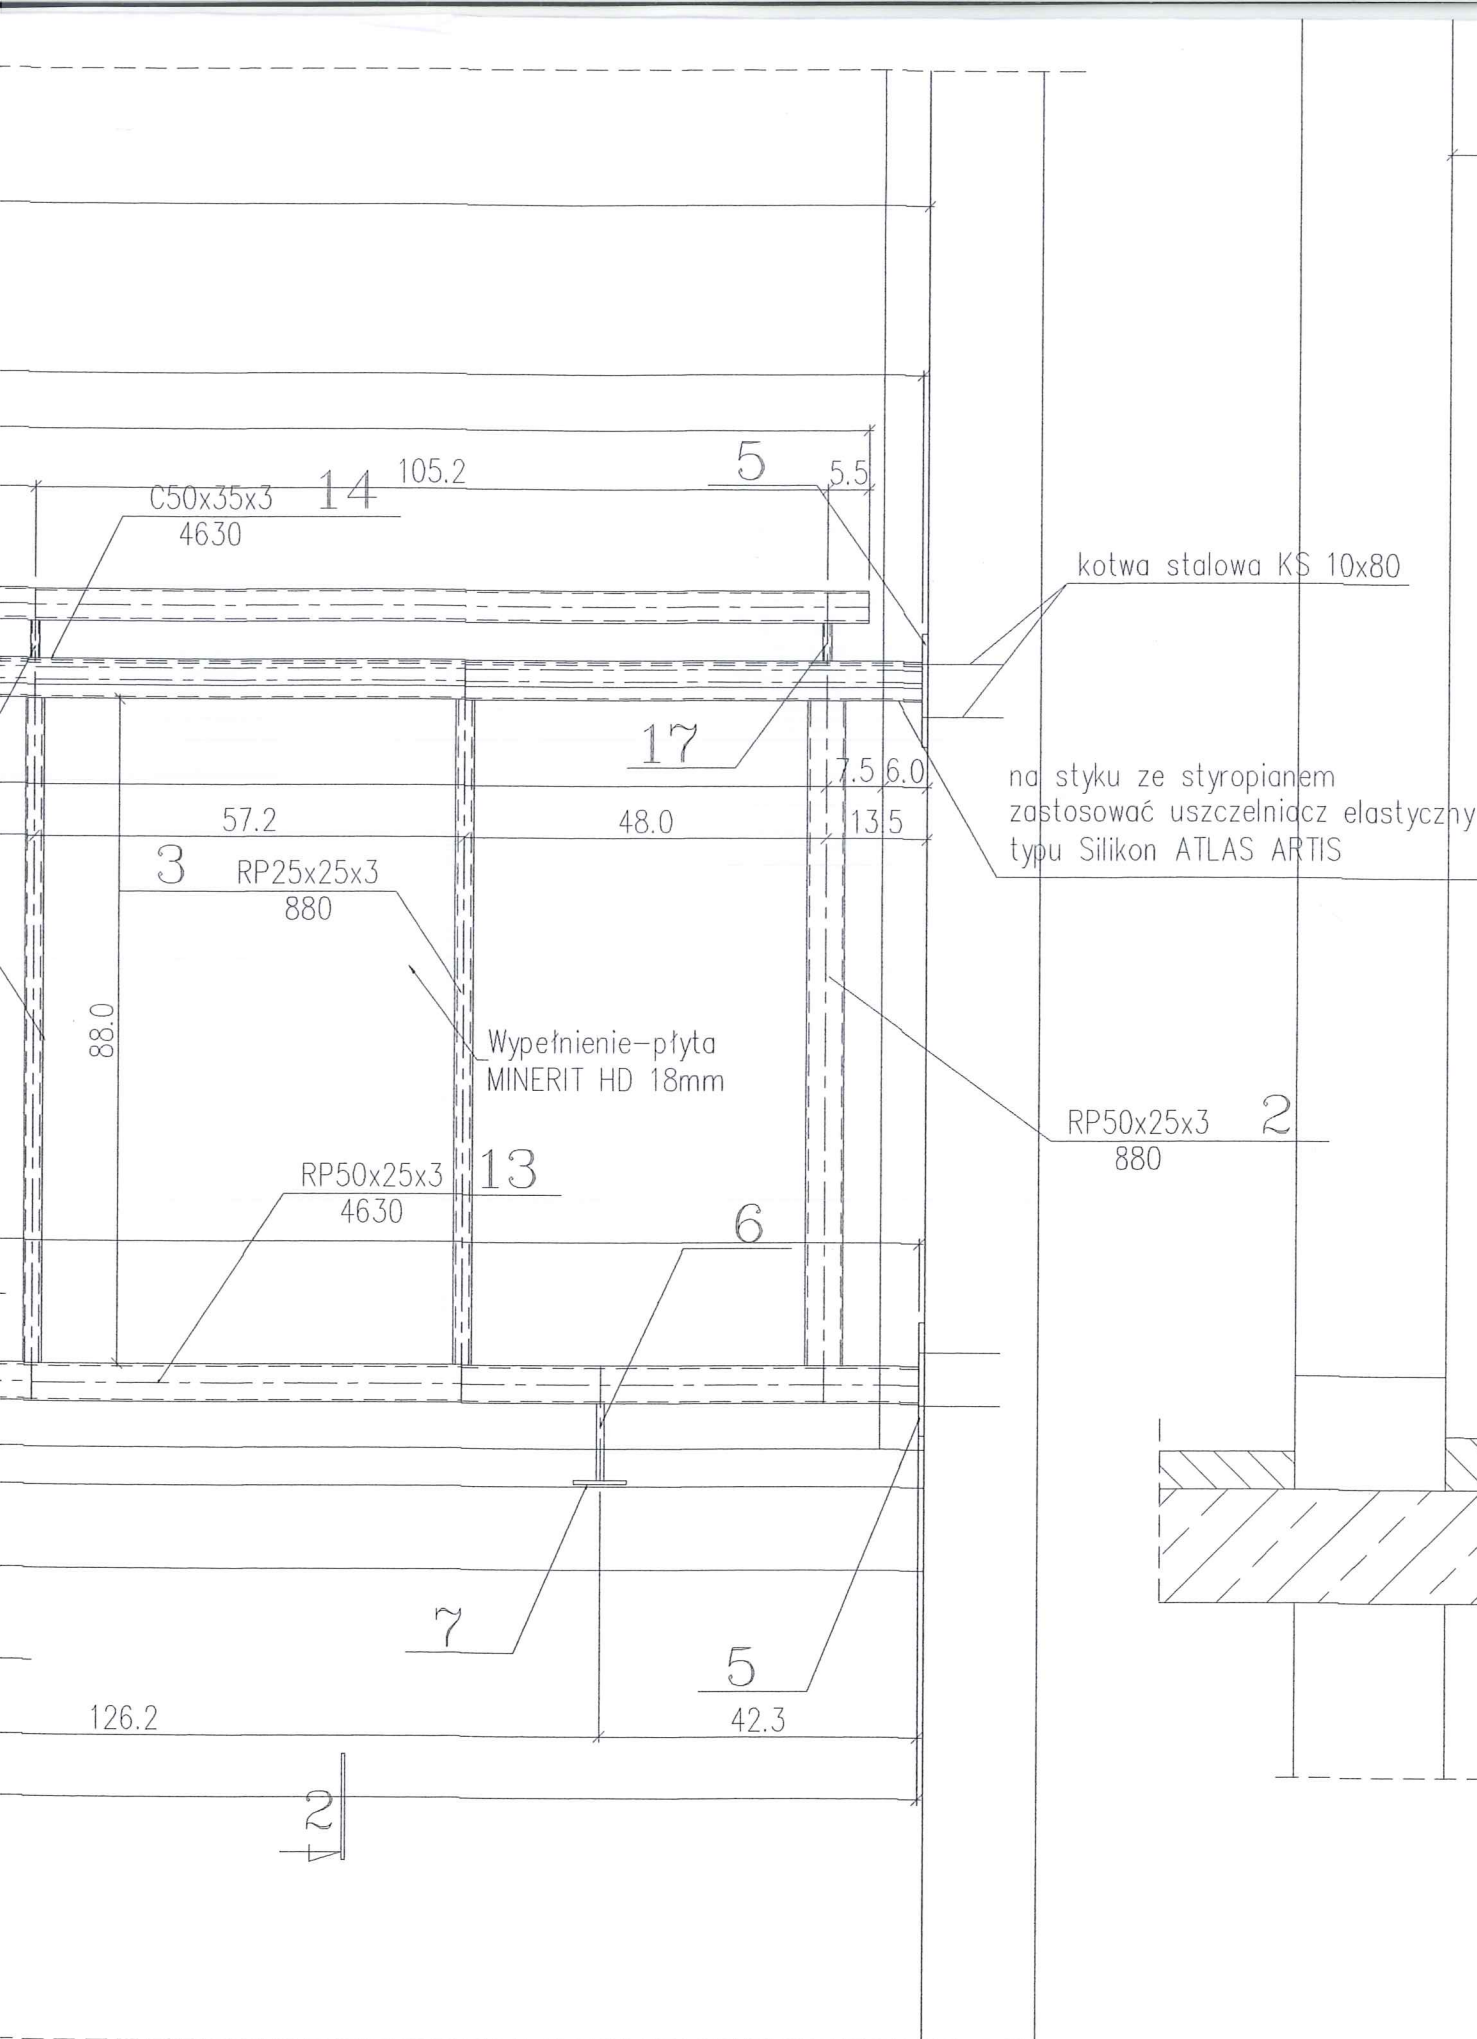 105.2
5
5.5
C50x35x3 14
4630
kotwa stalowa KS 10x80
17
7.5
6.0
na styku ze styropianem
zastosować uszczelniacz elastyczny
typu Silikon ATLAS ARTIS
57.2
48.0
13.5
3 RP25x25x3
880
88.0
Wypełnienie-płyta
MINERIT HD 18mm
RP50x25x3 2
880
RP50x25x3 13
4630
6
7
5
126.2
42.3
2